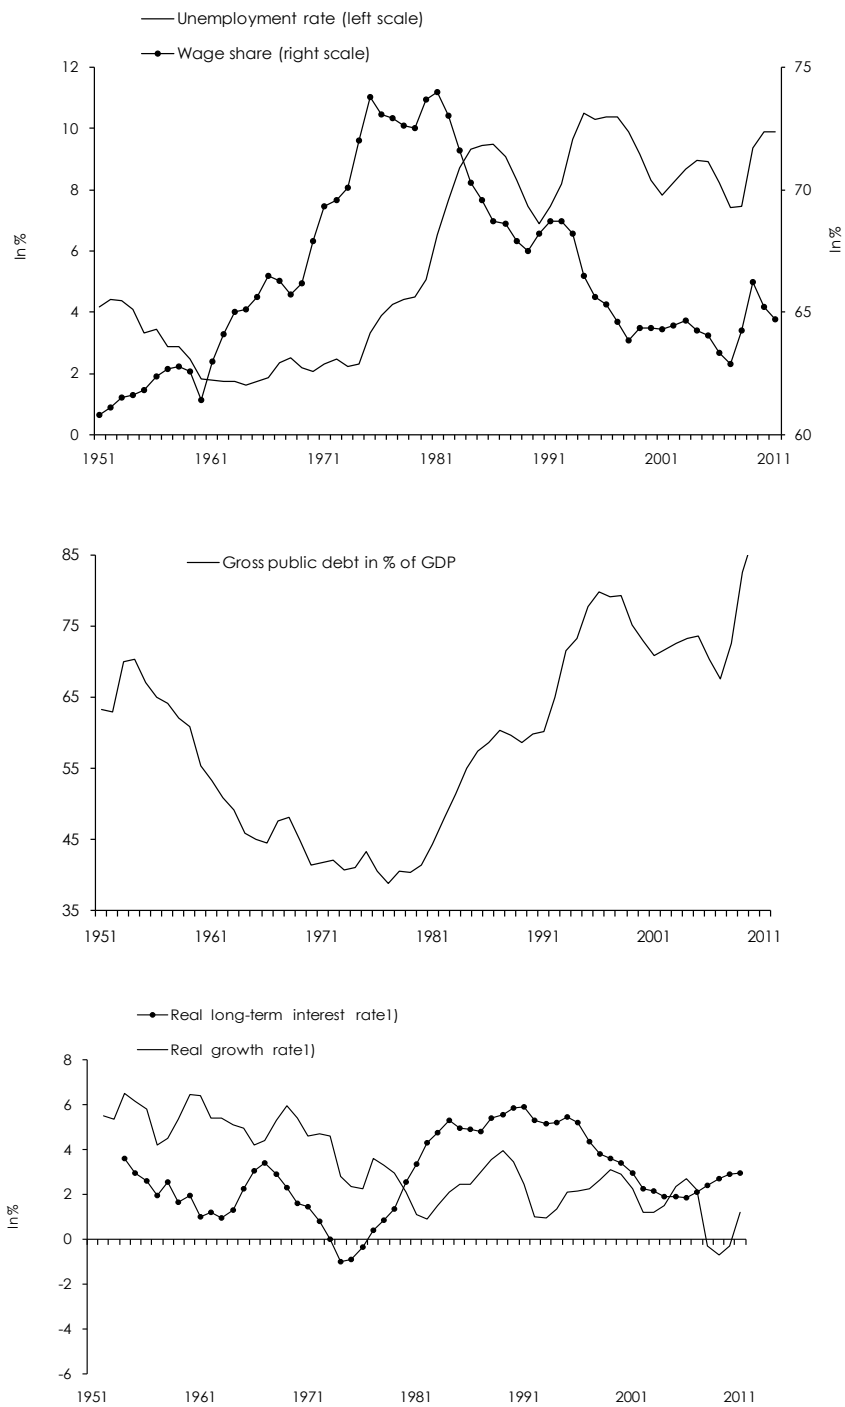 Unemployment rate (left scale)
Wage share (right scale)
12
75
10
8
70
In%
In%
6
4
65
2
0
60
1951 1961 1971 1981 1991 2001 2011
85
Gross public debt in % of GDP
75
65
55
45
35
1951 1961 1971 1981 1991 2001 2011
Real long-term interest rate1)
Real growth rate1)
8
6
4
2
In%
0
-2
-4
-6
1951 1961 1971 1981 1991 2001 2011